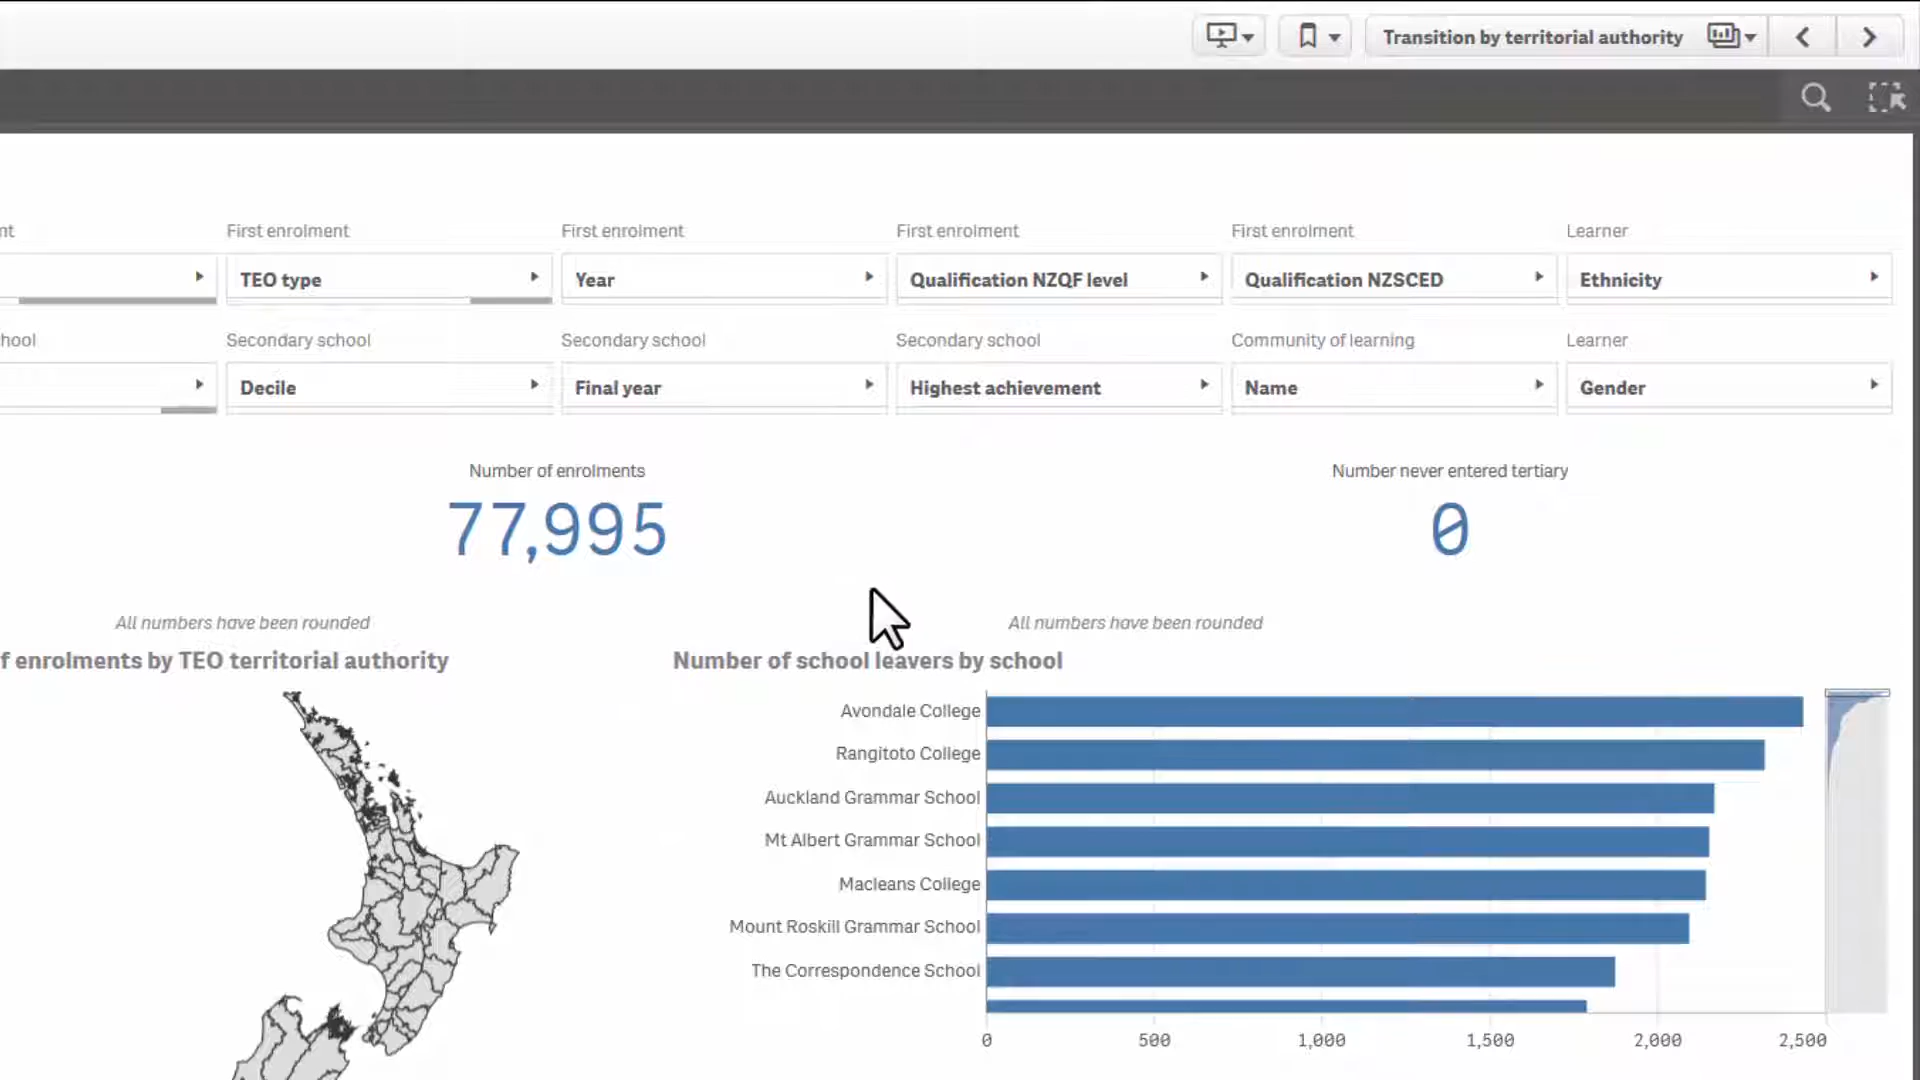 Transition by territorial authority
nt
First enrolment
First enrolment
First enrolment
First enrolment
Learner
TEO type
Year
Qualification NZQF level
Qualification NZSCED
Ethnicity
hool
Secondary school
Secondary school
Secondary school
Community of learning
Learner
Decile
Final year
Highest achievement
Name
Gender
Number of enrolments
Number never entered tertiary
77,995
0
All numbers have been rounded
All numbers have been rounded
f enrolments by TEO territorial authority
Number of school leavers by school
Avondale College
Rangitoto College
Auckland Grammar School
Mt Albert Grammar School
Macleans College
Mount Roskill Grammar School
The Correspondence School
0
500
1,000
1,500
2,000
2,500